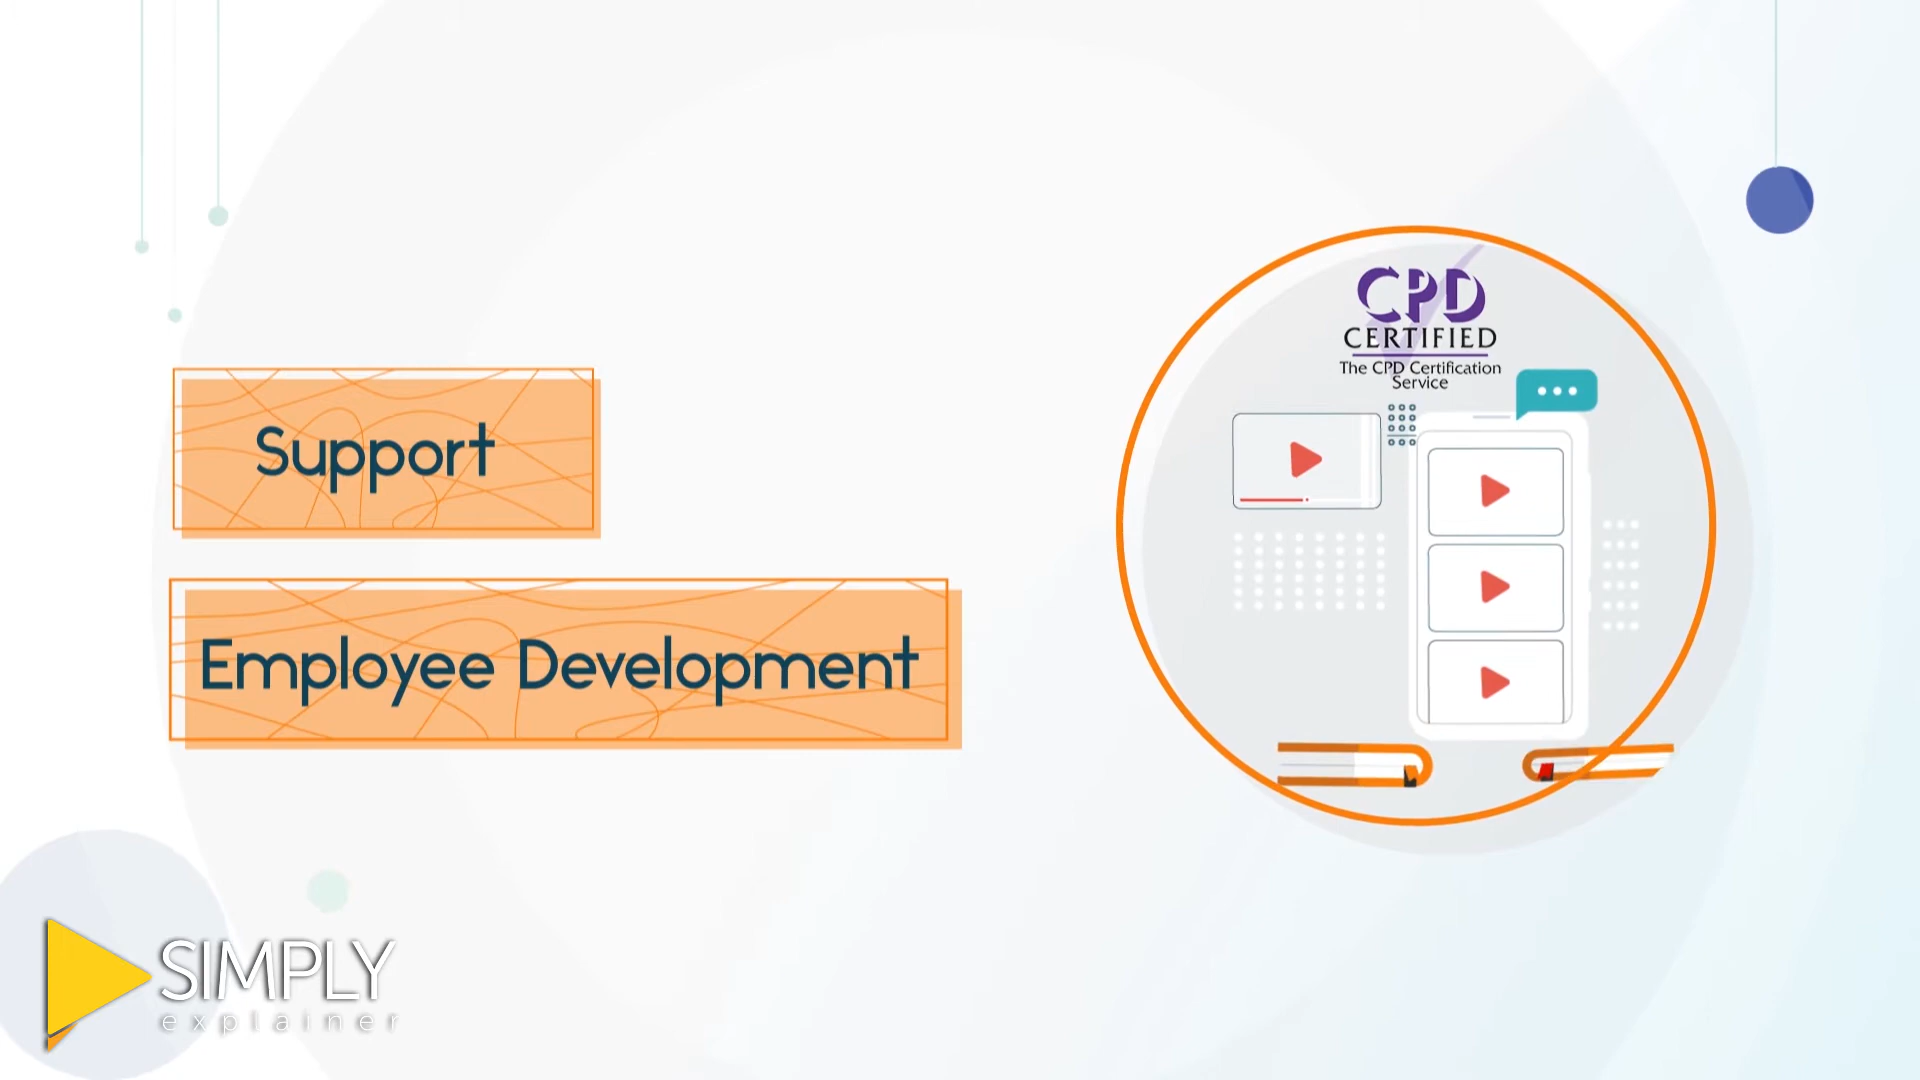 Support
Employee Development
CPD
CERTIFIED
The CPD Certification
Service
SIMPLY
explainer